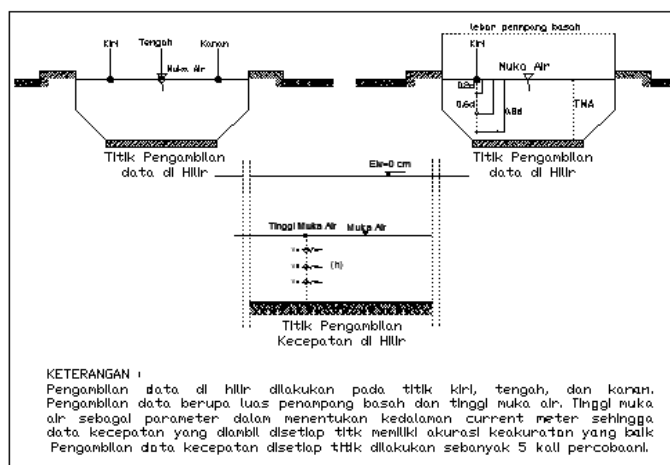 lebar penmpang basah
Kiri
Tengah
Kanan
Muka Air
Kiri
Muka Air
0.2d
0.6d
0.8d
TMA
Titik Pengambilan
data di Hilir
Titik Pengambilan
data di Hilir
Elv=0 cm
Tinggi Muka Air
Muka Air
(h)
Titik Pengambilan
Kecepatan di Hilir
KETERANGAN :
Pengambilan data di hilir dilakukan pada titik kiri, tengah, dan kanan.
Pengambilan data berupa luas penampang basah dan tinggi muka air. Tinggi muka
air sebagai parameter dalam menentukan kedalaman current meter sehingga
data kecepatan yang diambil disetiap titik memiliki akurasi keakuratan yang baik
Pengambilan data kecepatan disetiap titik dilakukan sebanyak 5 kali percobaan.